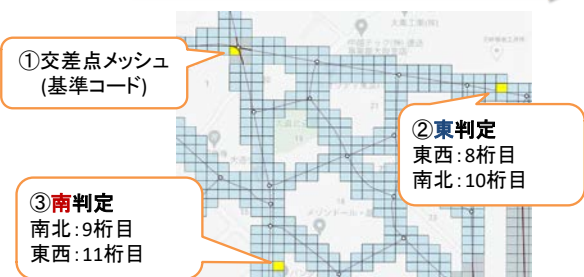 ①交差点メッシュ
(基準コード)
②東判定
東西：8桁目
南北：10桁目
③南判定
南北：9桁目
東西：11桁目